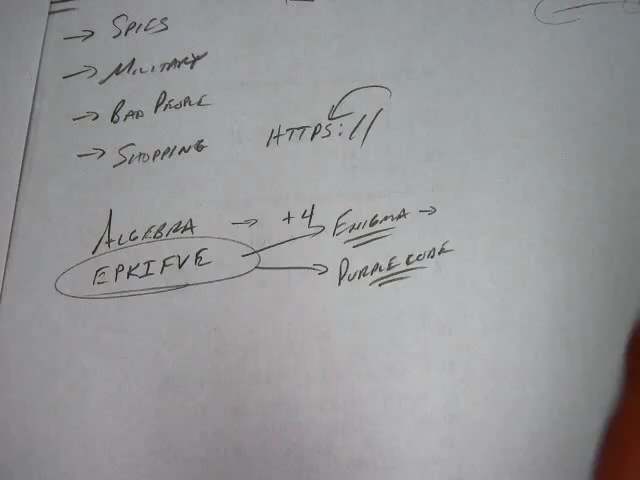 → SPIES
→ MILITARY
→ BAD PEOPLE
→ SHOPPING
HTTPS://
ALGEBRA → +4
EPKIFVE
ENIGMA →
PURPLE CODE